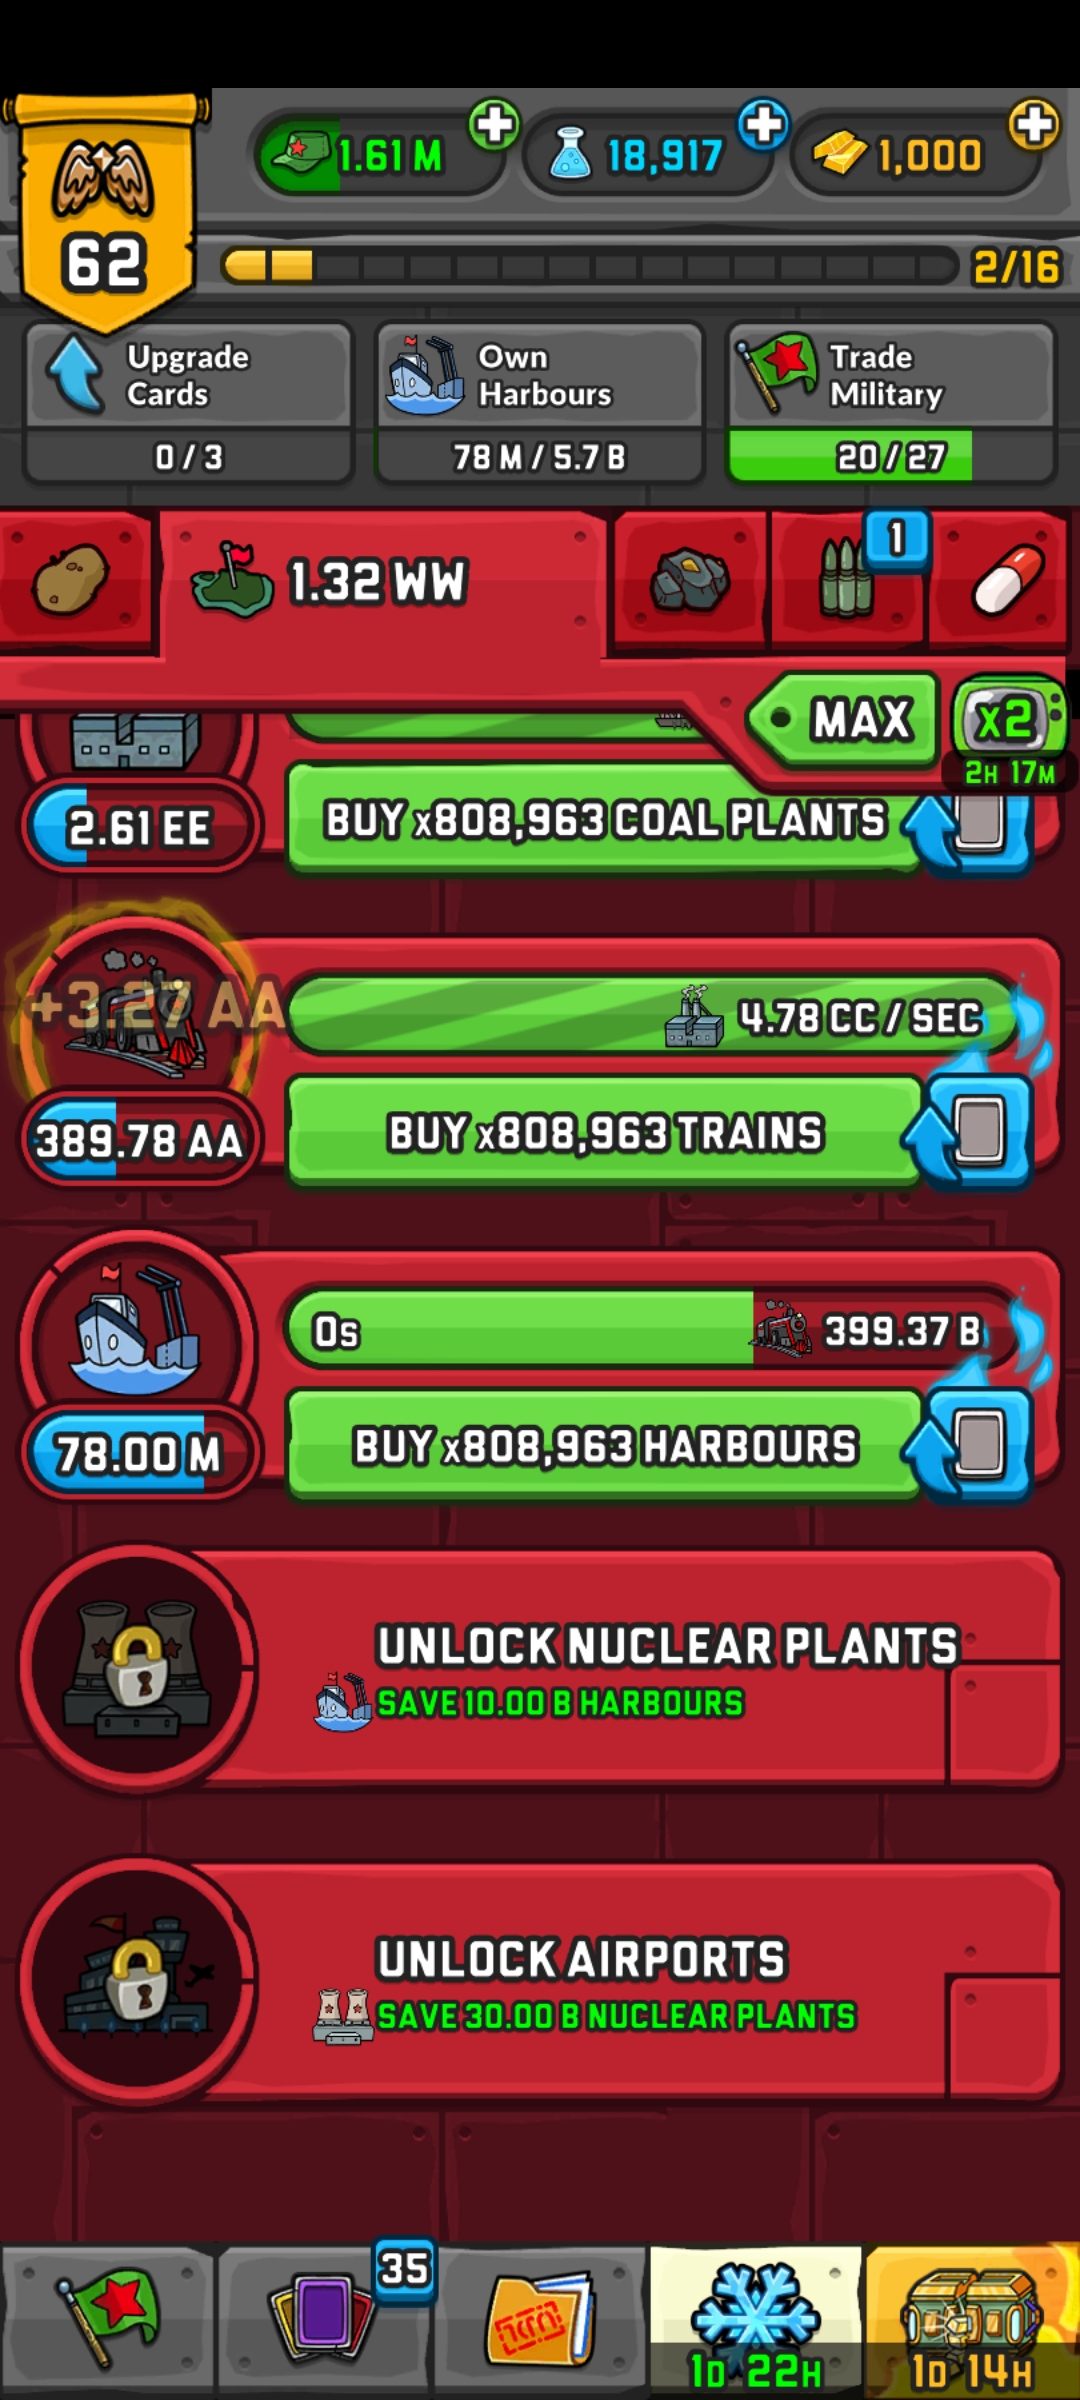 1.61 M
18,917
1,000
62
2/16
Upgrade
Cards
0 / 3
Own
Harbours
78 M / 5.7 B
Trade
Military
20 / 27
1.32 WW
1
MAX
x2
2H 17M
2.61 EE
BUY x808,963 COAL PLANTS
+3.27 AA
4.78 CC / SEC
389.78 AA
BUY x808,963 TRAINS
0s
399.37 B
78.00 M
BUY x808,963 HARBOURS
UNLOCK NUCLEAR PLANTS
SAVE 10.00 B HARBOURS
UNLOCK AIRPORTS
SAVE 30.00 B NUCLEAR PLANTS
35
1D 22H
1D 14H